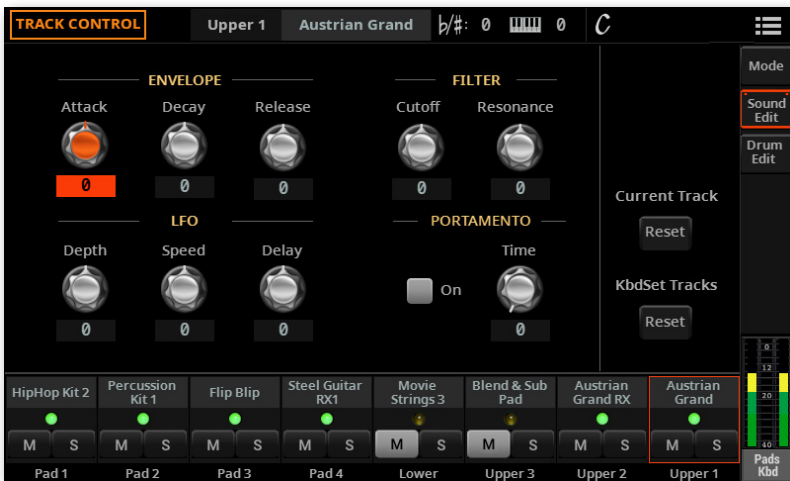 TRACK CONTROL Upper 1 Austrian Grand ♭/♯: 0 0 C
Mode
Sound
Edit
Drum
Edit
ENVELOPE FILTER
Attack Decay Release Cutoff Resonance
0 0 0 0 0
LFO PORTAMENTO
Depth Speed Delay Time
On
0 0 0 0
Current Track
Reset
KbdSet Tracks
Reset
0
12
20
40
Pads
Kbd
HipHop Kit 2 Percussion Kit 1 Flip Blip Steel Guitar RX1 Movie Strings 3 Blend & Sub Pad Austrian Grand RX Austrian Grand
M S M S M S M S M S M S M S M S
Pad 1 Pad 2 Pad 3 Pad 4 Lower Upper 3 Upper 2 Upper 1